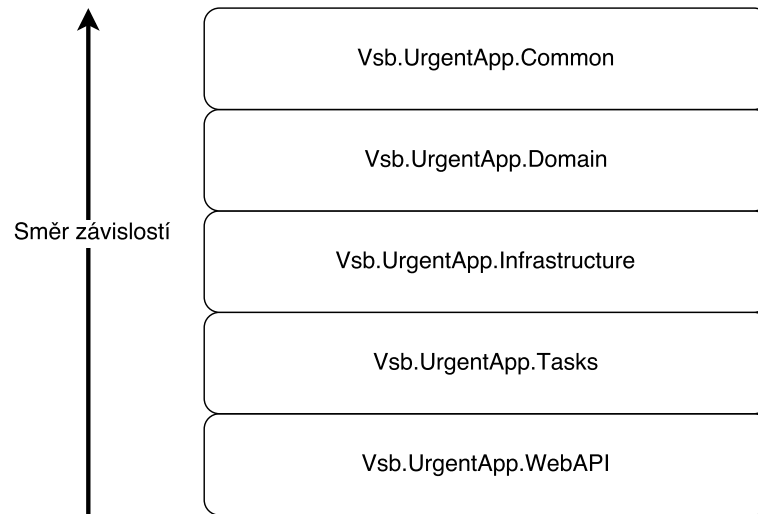 Vsb.UrgentApp.Common
Vsb.UrgentApp.Domain
Směr závislostí
Vsb.UrgentApp.Infrastructure
Vsb.UrgentApp.Tasks
Vsb.UrgentApp.WebAPI